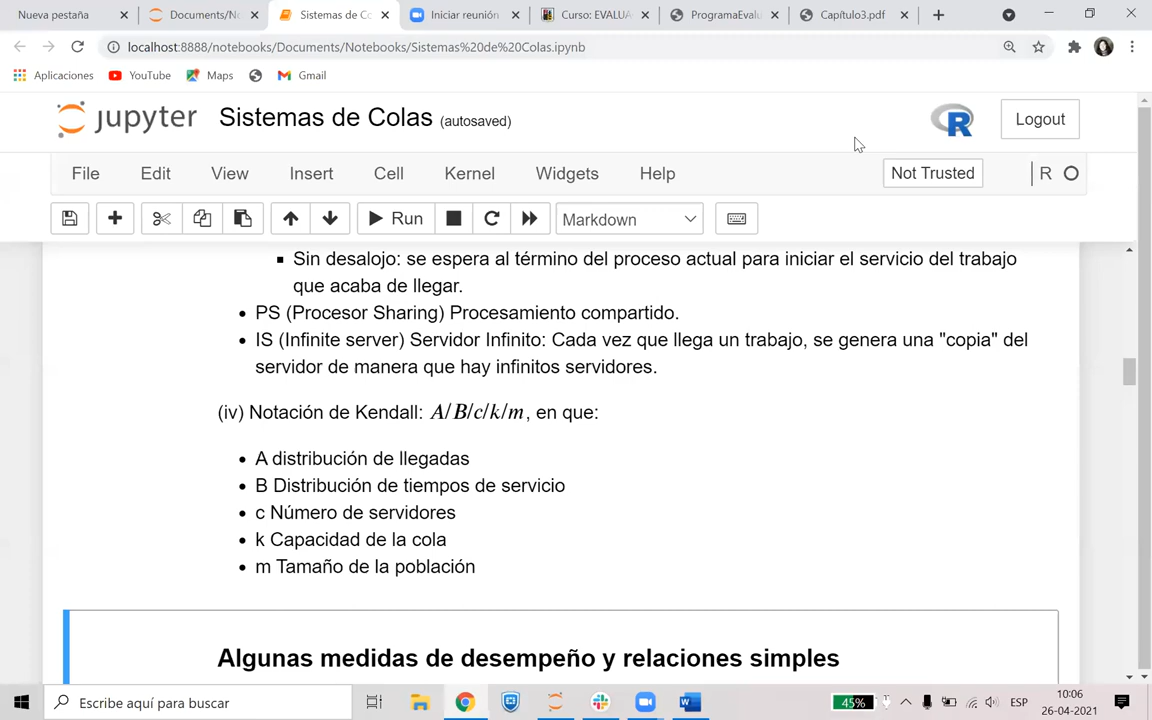 Nueva pestaña
Documents/No
Sistemas de Co
Iniciar reunión
Curso: EVALUA
ProgramaEvalu
Capítulo3.pdf
localhost:8888/notebooks/Documents/Notebooks/Sistemas%20de%20Colas.ipynb
Aplicaciones
YouTube
Maps
Gmail
jupyter
Sistemas de Colas (autosaved)
R
Logout
File
Edit
View
Insert
Cell
Kernel
Widgets
Help
Not Trusted
R
Run
Markdown
Sin desalojo: se espera al término del proceso actual para iniciar el servicio del trabajo
que acaba de llegar.
PS (Procesor Sharing) Procesamiento compartido.
IS (Infinite server) Servidor Infinito: Cada vez que llega un trabajo, se genera una "copia" del
servidor de manera que hay infinitos servidores.
(iv) Notación de Kendall: A/B/c/k/m, en que:
A distribución de llegadas
B Distribución de tiempos de servicio
c Número de servidores
k Capacidad de la cola
m Tamaño de la población
Algunas medidas de desempeño y relaciones simples
Escribe aquí para buscar
45%
ESP
10:06
26-04-2021